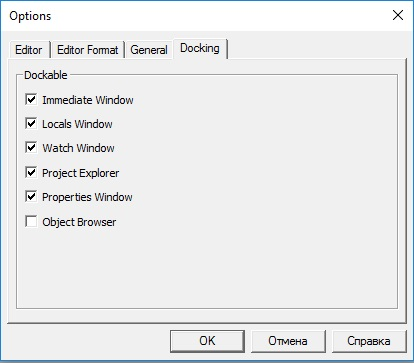 Options
Editor Editor Format General Docking
Dockable
Immediate Window
Locals Window
Watch Window
Project Explorer
Properties Window
Object Browser
OK Отмена Справка